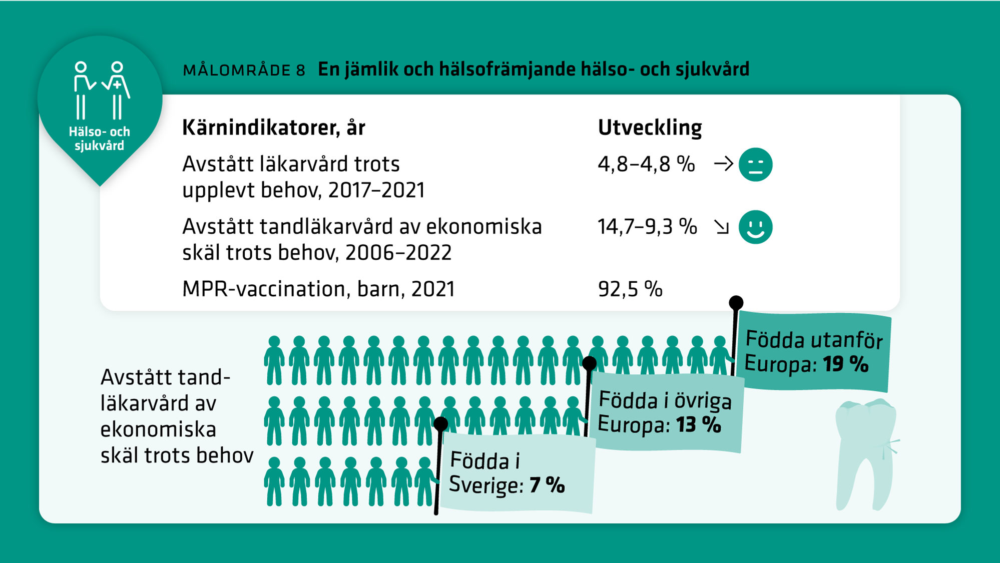 MÅLOMRÅDE 8 En jämlik och hälsofrämjande hälso- och sjukvård
Hälso- och
sjukvård
Kärnindikatorer, år
Utveckling
Avstått läkarvård trots
upplevt behov, 2017–2021
4,8–4,8 %
Avstått tandläkarvård av ekonomiska
skäl trots behov, 2006–2022
14,7–9,3 %
MPR-vaccination, barn, 2021
92,5 %
Avstått tand-
läkarvård av
ekonomiska
skäl trots behov
Födda utanför
Europa: 19 %
Födda i övriga
Europa: 13 %
Födda i
Sverige: 7 %